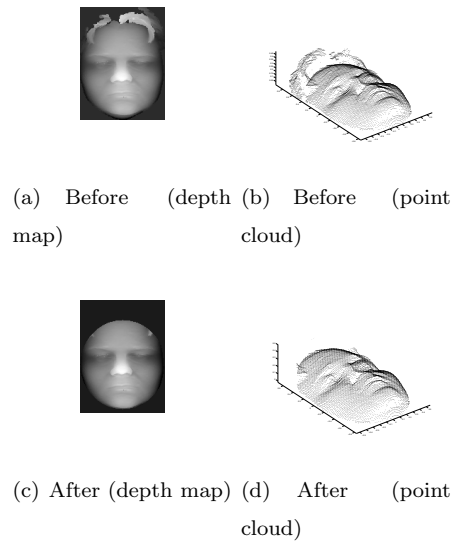 (a) Before (depth map)
(b) Before (point cloud)
(c) After (depth map)
(d) After (point cloud)